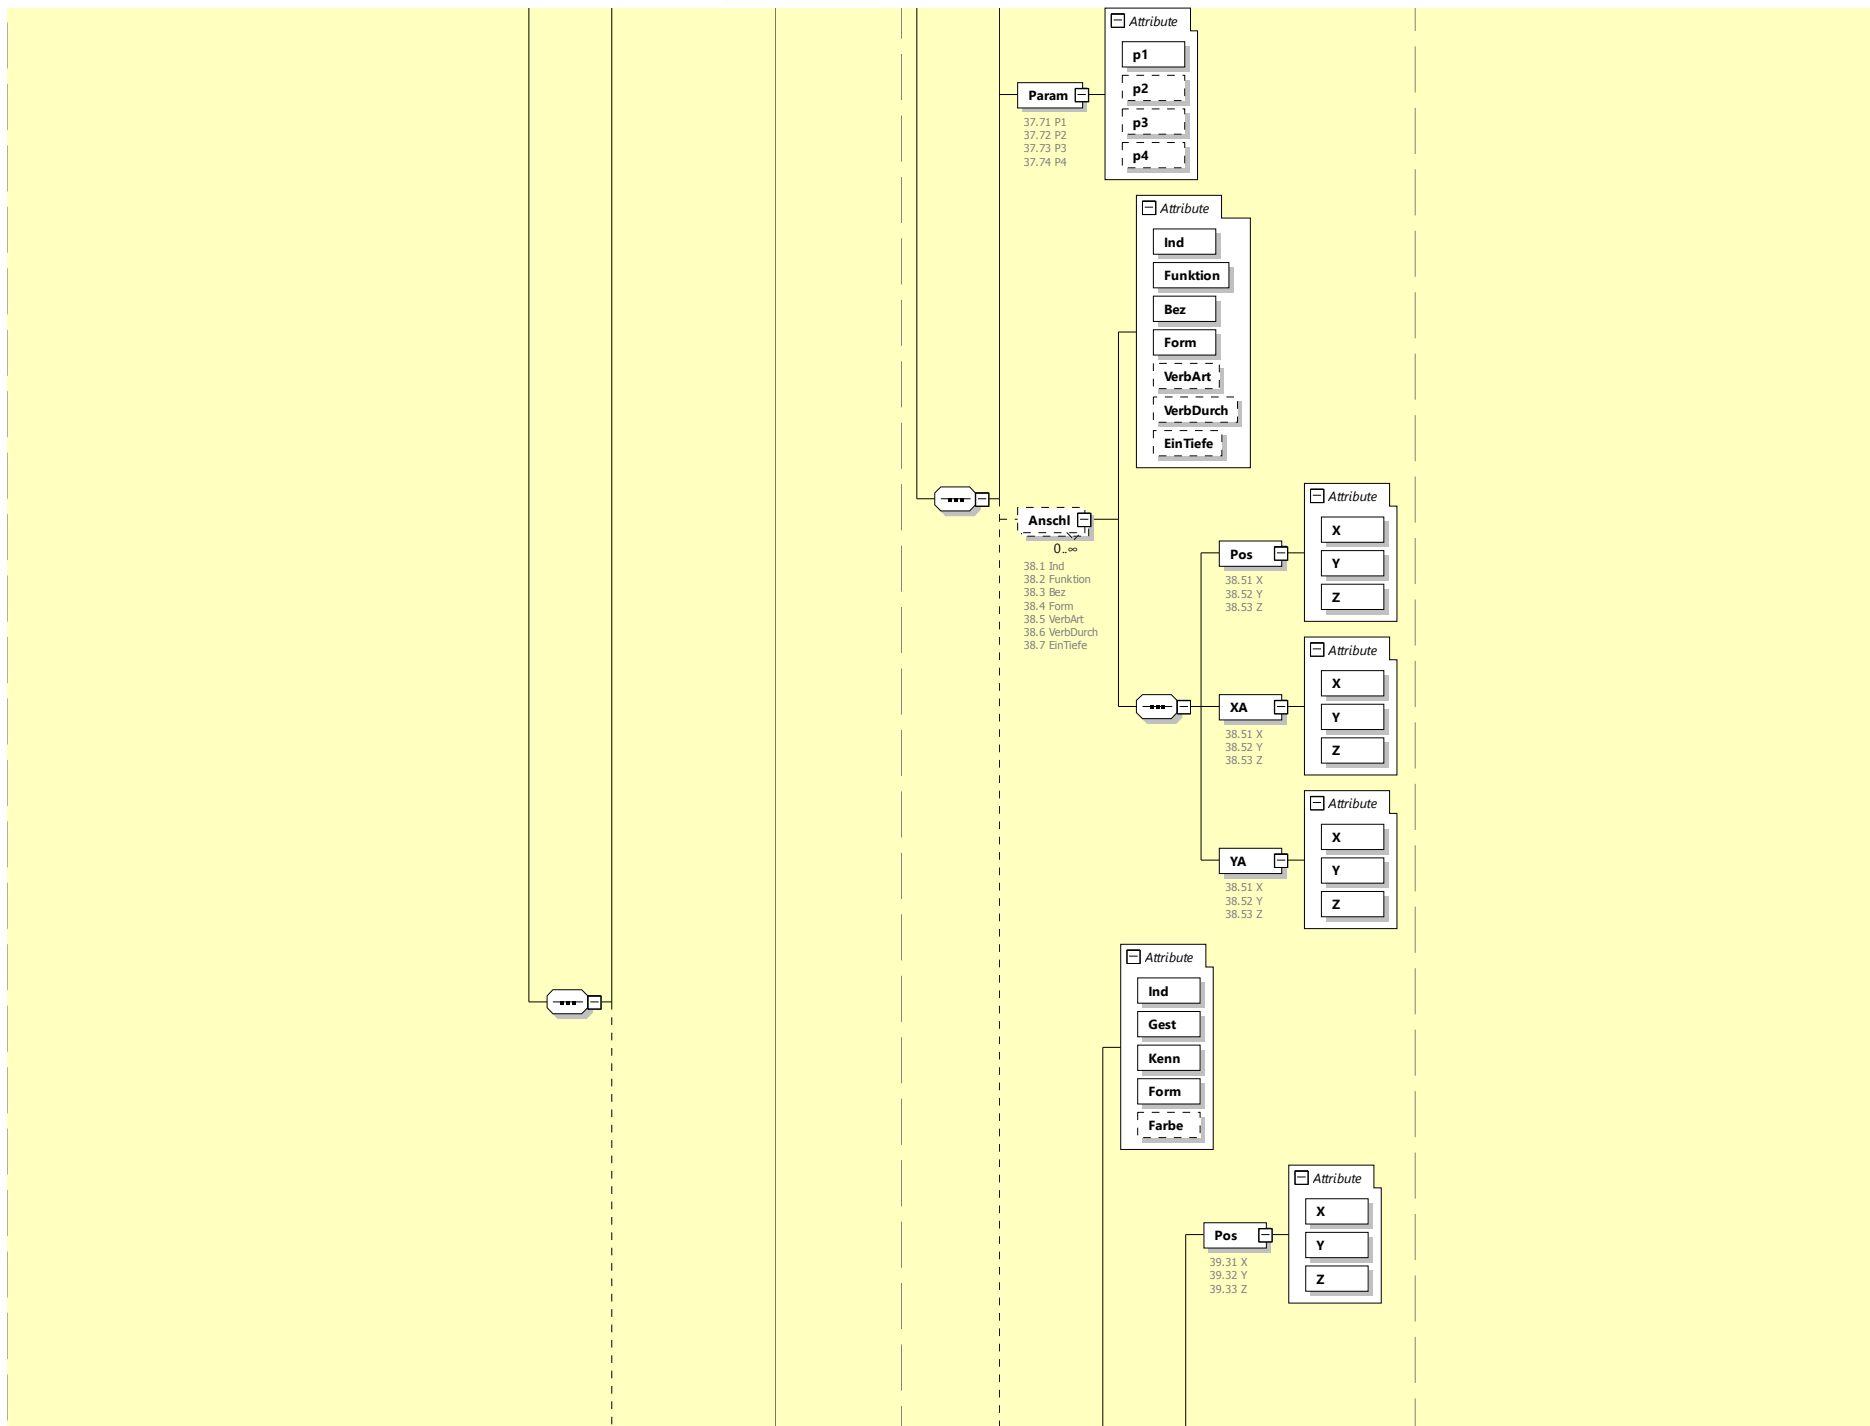 Attribute
p1
p2
p3
p4
Param
37.71 P1
37.72 P2
37.73 P3
37.74 P4
Attribute
Ind
Funktion
Bez
Form
VerbArt
VerbDurch
EinTiefe
Anschl
0..∞
38.1 Ind
38.2 Funktion
38.3 Bez
38.4 Form
38.5 VerbArt
38.6 VerbDurch
38.7 EinTiefe
Attribute
X
Y
Z
Pos
38.51 X
38.52 Y
38.53 Z
Attribute
X
Y
Z
XA
38.51 X
38.52 Y
38.53 Z
Attribute
X
Y
Z
YA
38.51 X
38.52 Y
38.53 Z
Attribute
Ind
Gest
Kenn
Form
Farbe
Attribute
X
Y
Z
Pos
39.31 X
39.32 Y
39.33 Z